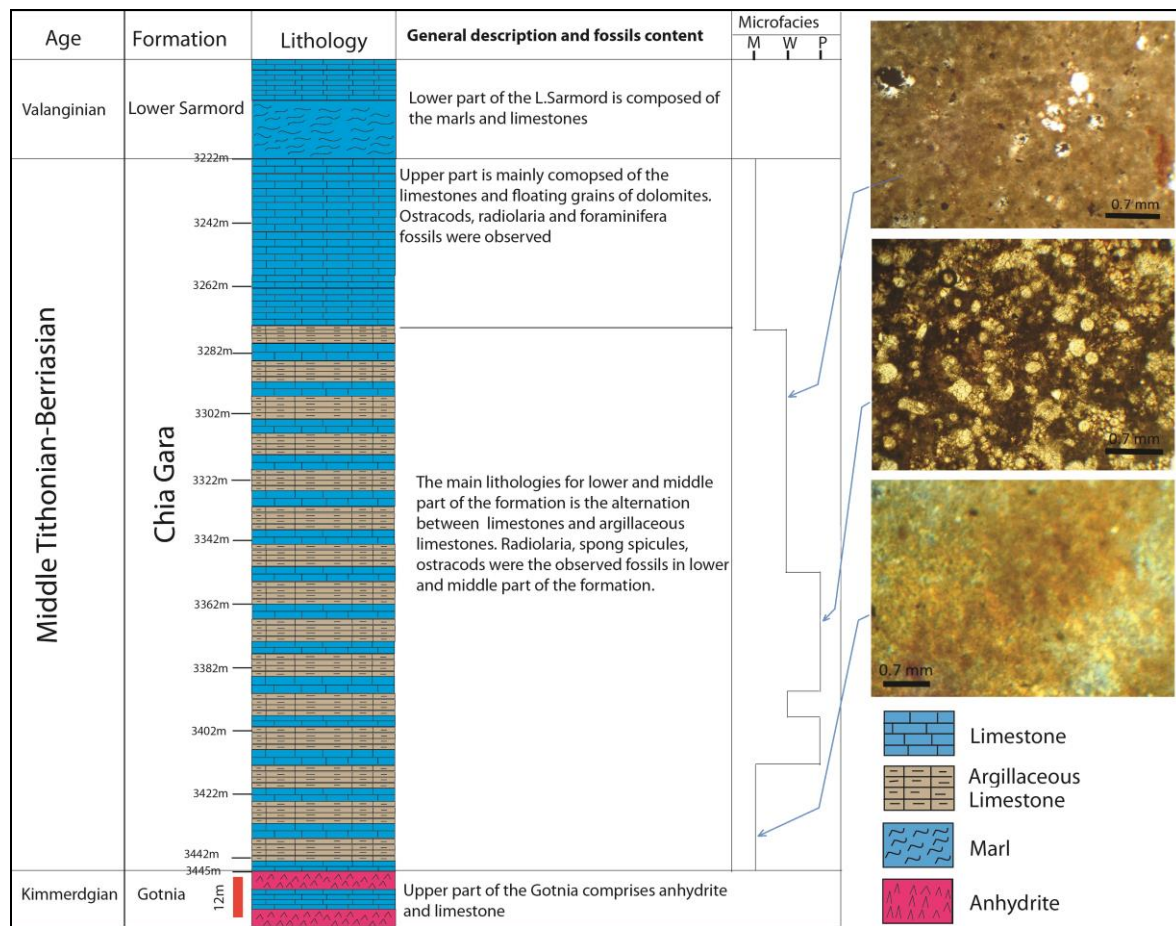 Age
Formation
Lithology
General description and fossils content
Microfacies
M W P
Valanginian
Lower Sarmord
Lower part of the L.Sarmord is composed of
the marls and limestones
3222m
3242m
3262m
3282m
3302m
3322m
3342m
3362m
3382m
3402m
3422m
3442m
3445m
Middle Tithonian-Berriasian
Chia Gara
Upper part is mainly comopsed of the
limestones and floating grains of dolomites.
Ostracods, radiolaria and foraminifera
fossils were observed
The main lithologies for lower and middle
part of the formation is the alternation
between limestones and argillaceous
limestones. Radiolaria, spong spicules,
ostracods were the observed fossils in lower
and middle part of the formation.
Kimmerdgian
Gotnia
12m
Upper part of the Gotnia comprises anhydrite
and limestone
0.7 mm
0.7 mm
0.7 mm
Limestone
Argillaceous
Limestone
Marl
Anhydrite